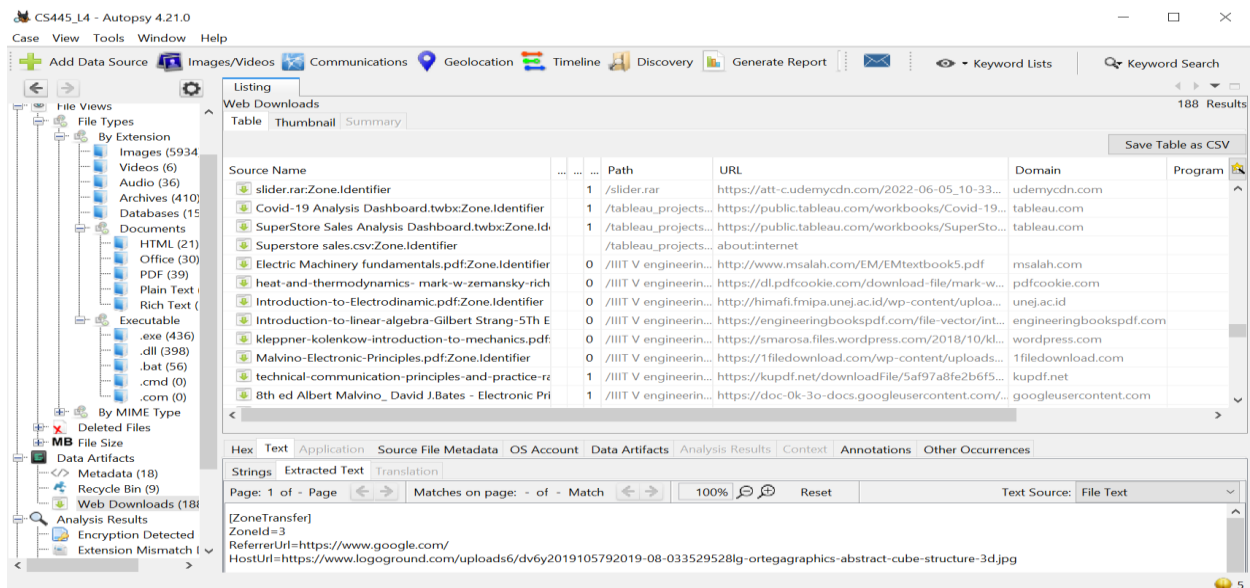 CS445_L4 - Autopsy 4.21.0
Case View Tools Window Help
Add Data Source Images/Videos Communications Geolocation Timeline Discovery Generate Report Keyword Lists Keyword Search
Listing
File Views
Web Downloads 188 Results
File Types
Table Thumbnail Summary
By Extension
Save Table as CSV
Images (5934
Videos (6)
Audio (36)
Archives (410)
Databases (15
Documents
HTML (21)
Office (30)
PDF (39)
Plain Text
Rich Text (
Executable
.exe (436)
.dll (398)
.bat (56)
.cmd (0)
.com (0)
By MIME Type
Deleted Files
MB File Size
Data Artifacts
Metadata (18)
Recycle Bin (9)
Web Downloads (188
Analysis Results
Encryption Detected
Extension Mismatch
Source Name ... ... ... Path URL Domain Program
slider.rar:Zone.Identifier 1 /slider.rar https://att-c.udemycdn.com/2022-06-05_10-33... udemycdn.com
Covid-19 Analysis Dashboard.twbx:Zone.Identifier 1 /tableau_projects... https://public.tableau.com/workbooks/Covid-19... tableau.com
SuperStore Sales Analysis Dashboard.twbx:Zone.Ide 1 /tableau_projects... https://public.tableau.com/workbooks/SuperSto... tableau.com
Superstore sales.csv:Zone.Identifier /tableau_projects... about:internet
Electric Machinery fundamentals.pdf:Zone.Identifier 0 /IIIT V engineerin... http://www.msalah.com/EM/EMtextbook5.pdf msalah.com
heat-and-thermodynamics- mark-w-zemansky-rich 0 /IIIT V engineerin... https://dl.pdfcookie.com/download-file/mark-w... pdfcookie.com
Introduction-to-Electrodinamic.pdf:Zone.Identifier 0 /IIIT V engineerin... http://himafi.fmipa.unej.ac.id/wp-content/uploa... unej.ac.id
Introduction-to-linear-algebra-Gilbert Strang-5Th E 0 /IIIT V engineerin... https://engineeringbookspdf.com/file-vector/int... engineeringbookspdf.com
kleppner-kolenkow-introduction-to-mechanics.pdf: 0 /IIIT V engineerin... https://smarosa.files.wordpress.com/2018/10/kl... wordpress.com
Malvino-Electronic-Principles.pdf:Zone.Identifier 0 /IIIT V engineerin... https://1filedownload.com/wp-content/uploads... 1filedownload.com
technical-communication-principles-and-practice-ra 1 /IIIT V engineerin... https://kupdf.net/downloadFile/5af97a8fe2b6f5... kupdf.net
8th ed Albert Malvino_ David J.Bates - Electronic Pri 1 /IIIT V engineerin... https://doc-0k-3o-docs.googleusercontent.com/... googleusercontent.com
Hex Text Application Source File Metadata OS Account Data Artifacts Analysis Results Context Annotations Other Occurrences
Strings Extracted Text Translation
Page: 1 of - Page Matches on page: - of - Match 100% Reset Text Source: File Text
[ZoneTransfer]
ZoneId=3
ReferrerUrl=https://www.google.com/
HostUrl=https://www.logoground.com/uploads6/dv6y2019105792019-08-033529528lg-ortegagraphics-abstract-cube-structure-3d.jpg
5